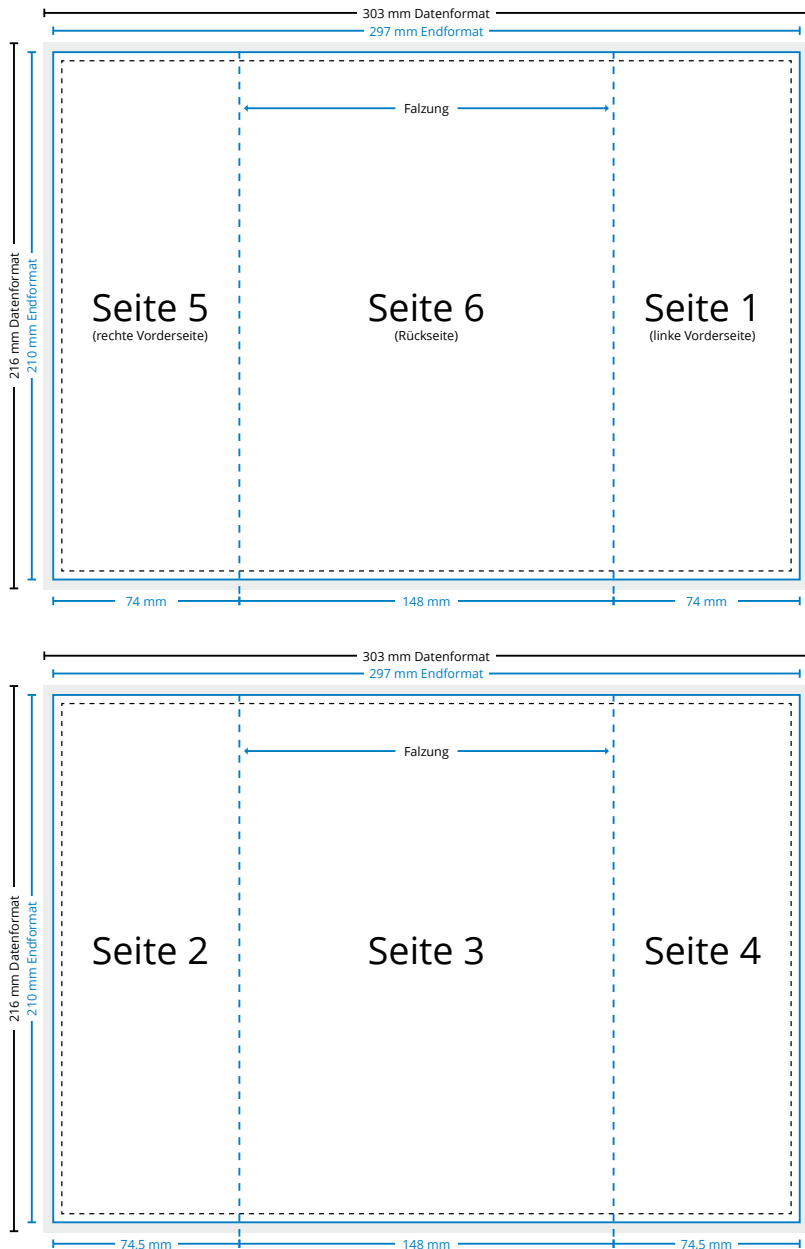 303 mm Datenformat
297 mm Endformat
Falzung
216 mm Datenformat
210 mm Endformat
Seite 5
(rechte Vorderseite)
Seite 6
(Rückseite)
Seite 1
(linke Vorderseite)
74 mm
148 mm
74 mm
303 mm Datenformat
297 mm Endformat
Falzung
216 mm Datenformat
210 mm Endformat
Seite 2
Seite 3
Seite 4
74,5 mm
148 mm
74,5 mm